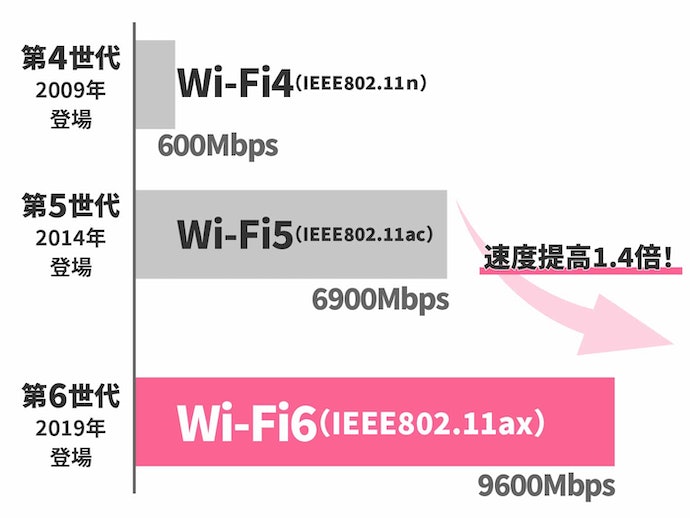 第4世代
2009年
登場
Wi-Fi4（IEEE802.11n）
600Mbps
第5世代
2014年
登場
Wi-Fi5（IEEE802.11ac）
6900Mbps
速度提高1.4倍！
第6世代
2019年
登場
Wi-Fi6（IEEE802.11ax）
9600Mbps